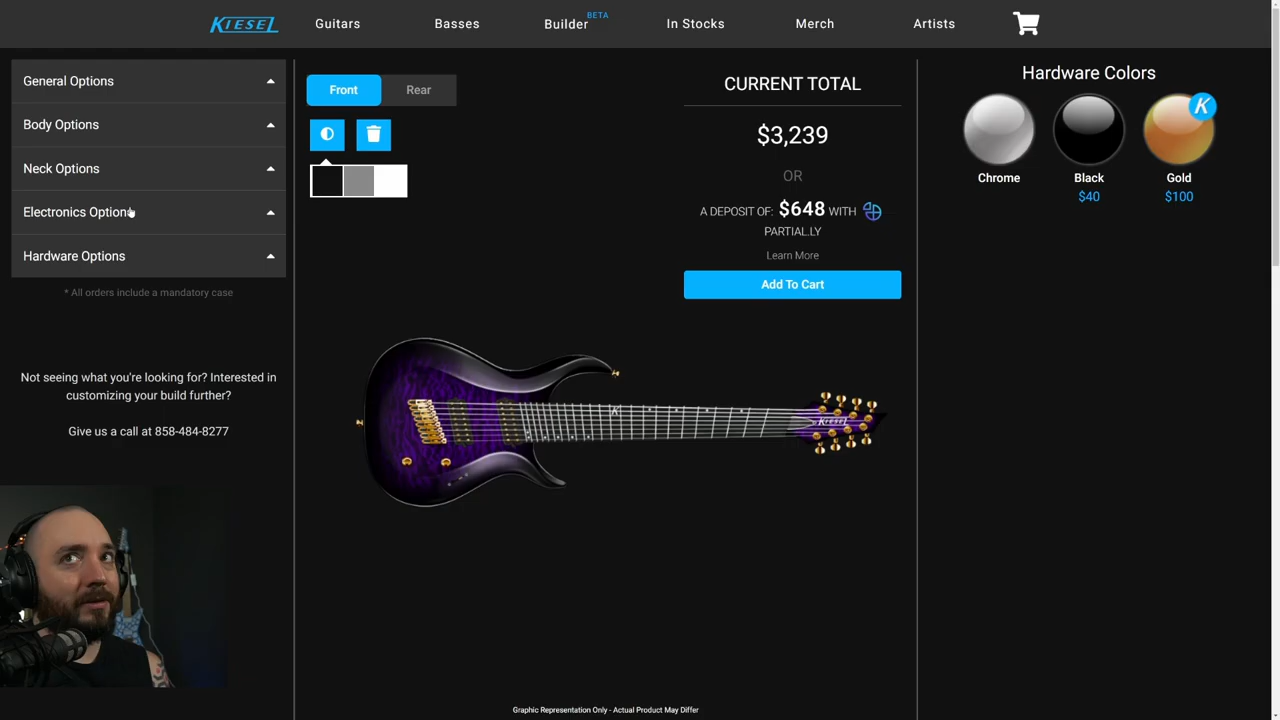 KIESEL
Guitars
Basses
Builder
BETA
In Stocks
Merch
Artists
General Options
Body Options
Neck Options
Electronics Options
Hardware Options
* All orders include a mandatory case
Not seeing what you're looking for? Interested in
customizing your build further?
Give us a call at 858-484-8277
Front
Rear
CURRENT TOTAL
$3,239
OR
A DEPOSIT OF: $648 WITH
PARTIAL.LY
Learn More
Add To Cart
K
KIESEL
Graphic Representation Only - Actual Product May Differ
Hardware Colors
K
Chrome
Black
Gold
$40
$100